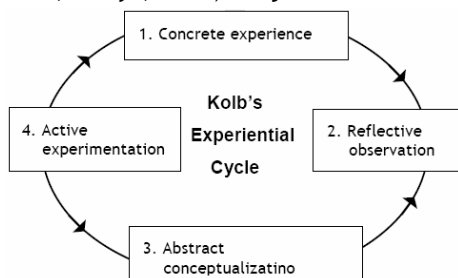 1. Concrete experience
Kolb's
Experiential
Cycle
4. Active
experimentation
2. Reflective
observation
3. Abstract
conceptualizatino